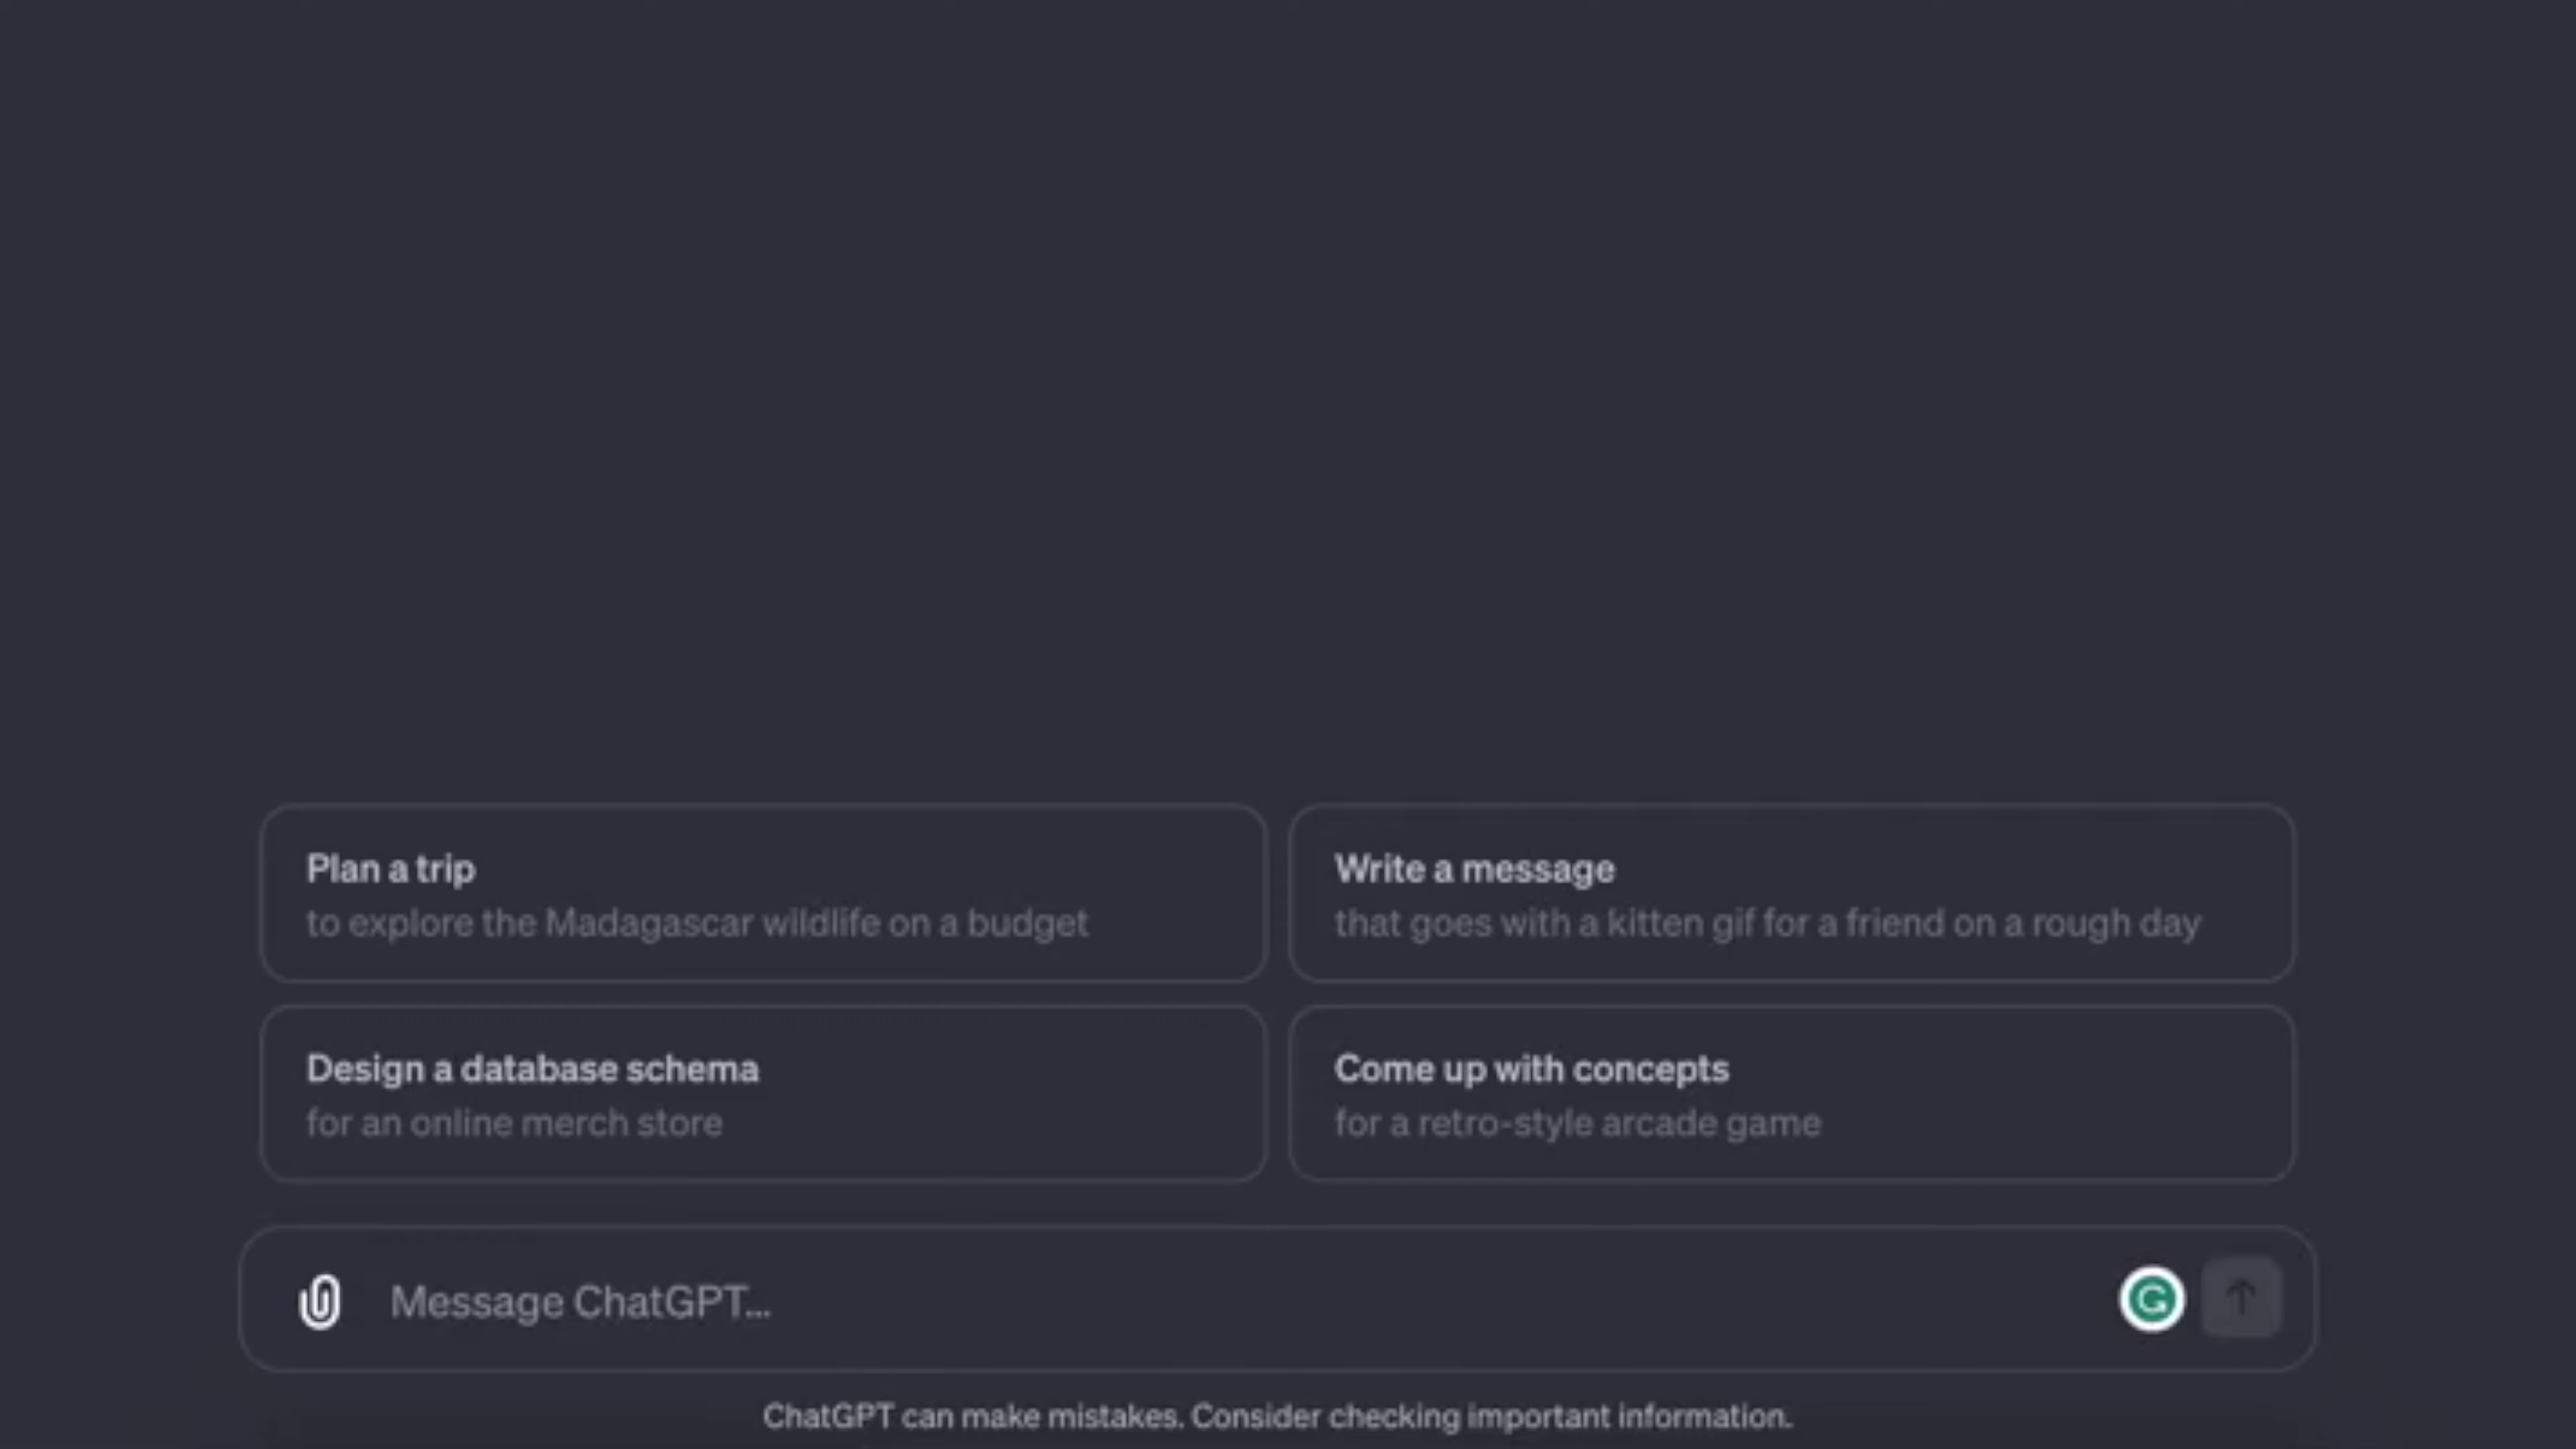 Plan a trip
to explore the Madagascar wildlife on a budget
Write a message
that goes with a kitten gif for a friend on a rough day
Design a database schema
for an online merch store
Come up with concepts
for a retro-style arcade game
Message ChatGPT...
G
ChatGPT can make mistakes. Consider checking important information.